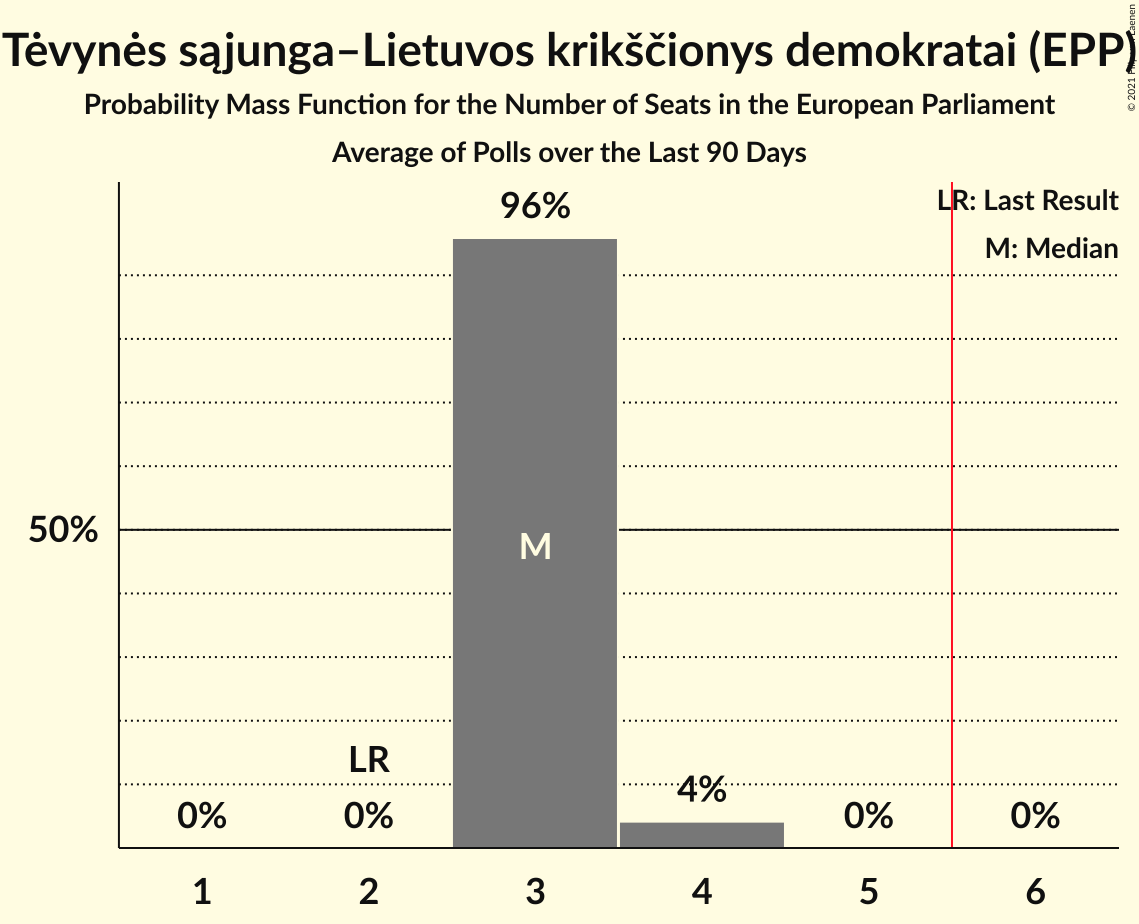 Tėvynės sąjunga–Lietuvos krikščionys demokratai (EPP)
© 2021 Laenen
Probability Mass Function for the Number of Seats in the European Parliament
Average of Polls over the Last 90 Days
LR: Last Result
M: Median
96%
50%
M
LR
4%
0%
0%
0%
0%
1 2 3 4 5 6